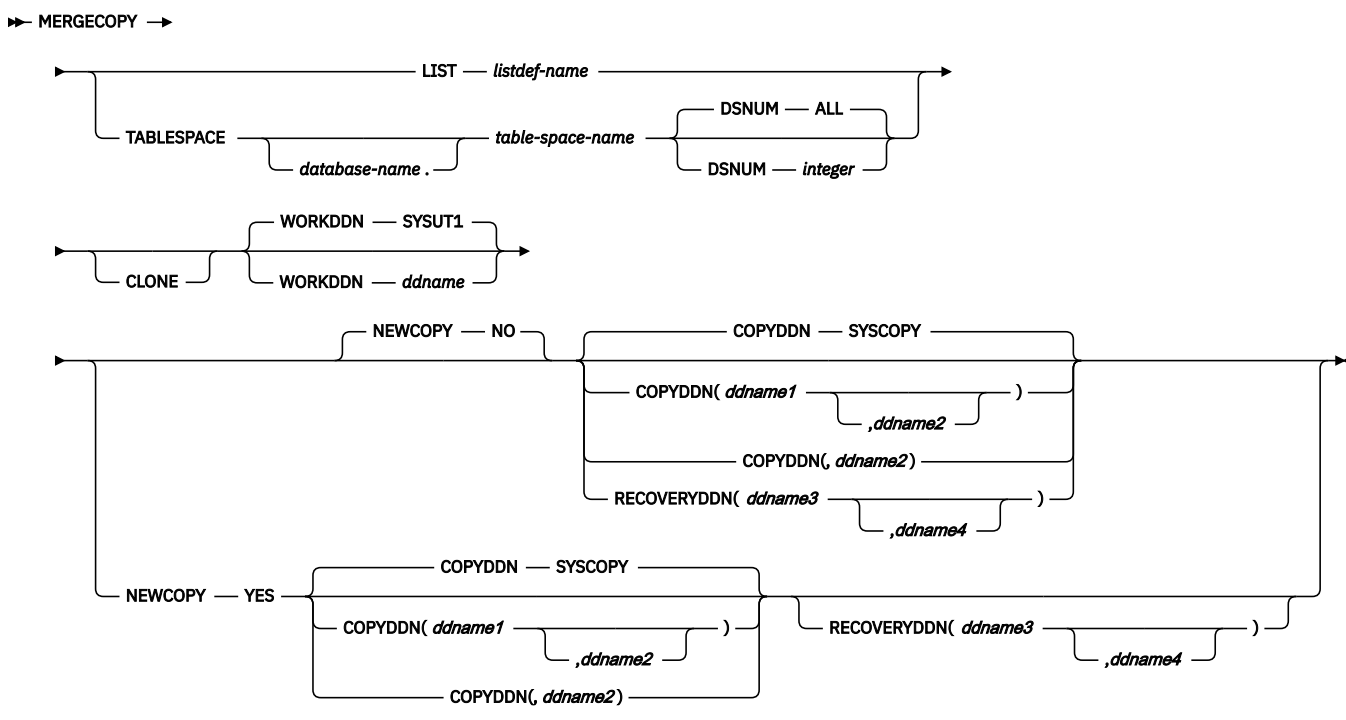 MERGECOPY
LIST listdef-name
DSNUM ALL
TABLESPACE table-space-name
database-name .
DSNUM integer
WORKDDN SYSUT1
CLONE
WORKDDN ddname
NEWCOPY NO
COPYDDN SYSCOPY
COPYDDN( ddname1 )
,ddname2
COPYDDN(, ddname2 )
RECOVERYDDN( ddname3 )
,ddname4
COPYDDN SYSCOPY
NEWCOPY YES
COPYDDN( ddname1 )
,ddname2
RECOVERYDDN( ddname3 )
,ddname4
COPYDDN(, ddname2 )